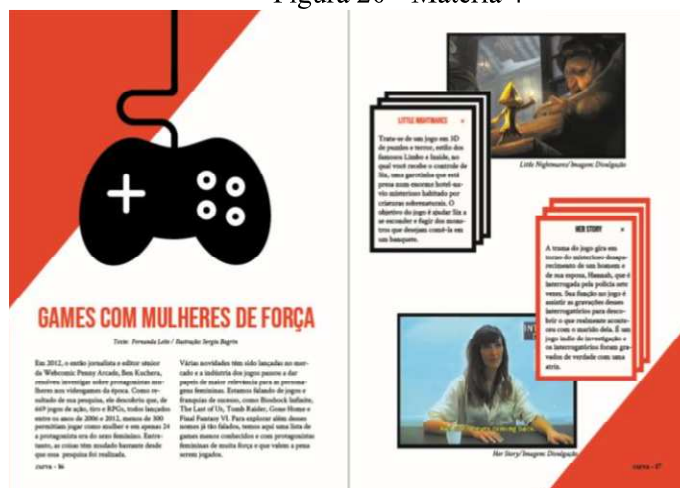 Figura 26 - Matéria 4
GAMES COM MULHERES DE FORÇA
Texto: Fernanda Leite / Ilustração Sergio Bagrin
Em 2012, o então jornalista e editor sênior
da Webcomic Penny Arcade, Ben Kuchera,
resolveu investigar sobre protagonistas mu-
lheres nos videogames da época. Como re-
sultado de sua pesquisa, ele descobriu que, de
669 jogos de ação, tiro e RPGs, todos lançados
entre os anos de 2006 e 2012, menos de 300
permitiam jogar como mulher e em apenas 24
a protagonista era do sexo feminino. Entre-
tanto, as coisas têm mudado bastante desde
que essa pesquisa foi realizada.
Várias novidades têm sido lançadas no mer-
cado e a indústria dos jogos passou a dar
papéis de maior relevância para as persona-
gens femininas. Estamos falando de jogos e
franquias de sucesso, como Bioshock Infinite,
The Last of Us, Tomb Raider, Gone Home e
Final Fantasy VI. Para explorar além desses
nomes já tão falados, temos aqui uma lista de
games menos conhecidos e com protagonistas
femininas de muita força e que valem a pena
serem jogados.
curva - 86
LITTLE NIGHTMARES ×
Trata-se de um jogo em 3D
de puzzles e terror, estilo dos
famosos Limbo e Inside, no
qual você recebe o controle de
Six, uma garotinha que está
presa num enorme hotel-na-
vio misterioso habitado por
criaturas sobrenaturais. O
objetivo do jogo é ajudar Six a
se esconder e fugir dos mons-
tros que desejam comê-la em
um banquete.
Little Nightmares/ Imagem: Divulgação
HER STORY ×
A trama do jogo gira em
torno do misterioso desapa-
recimento de um homem e
de sua esposa, Hannah, que é
interrogada pela polícia sete
vezes. Sua função no jogo é
assistir as gravações desses
interrogatórios para desco-
brir o que realmente aconte-
ceu com o marido dela. É um
jogo indie de investigação e
os interrogatórios foram gra-
vados de verdade com uma
atriz.
INT
Her Story/ Imagem: Divulgação
curva - 87